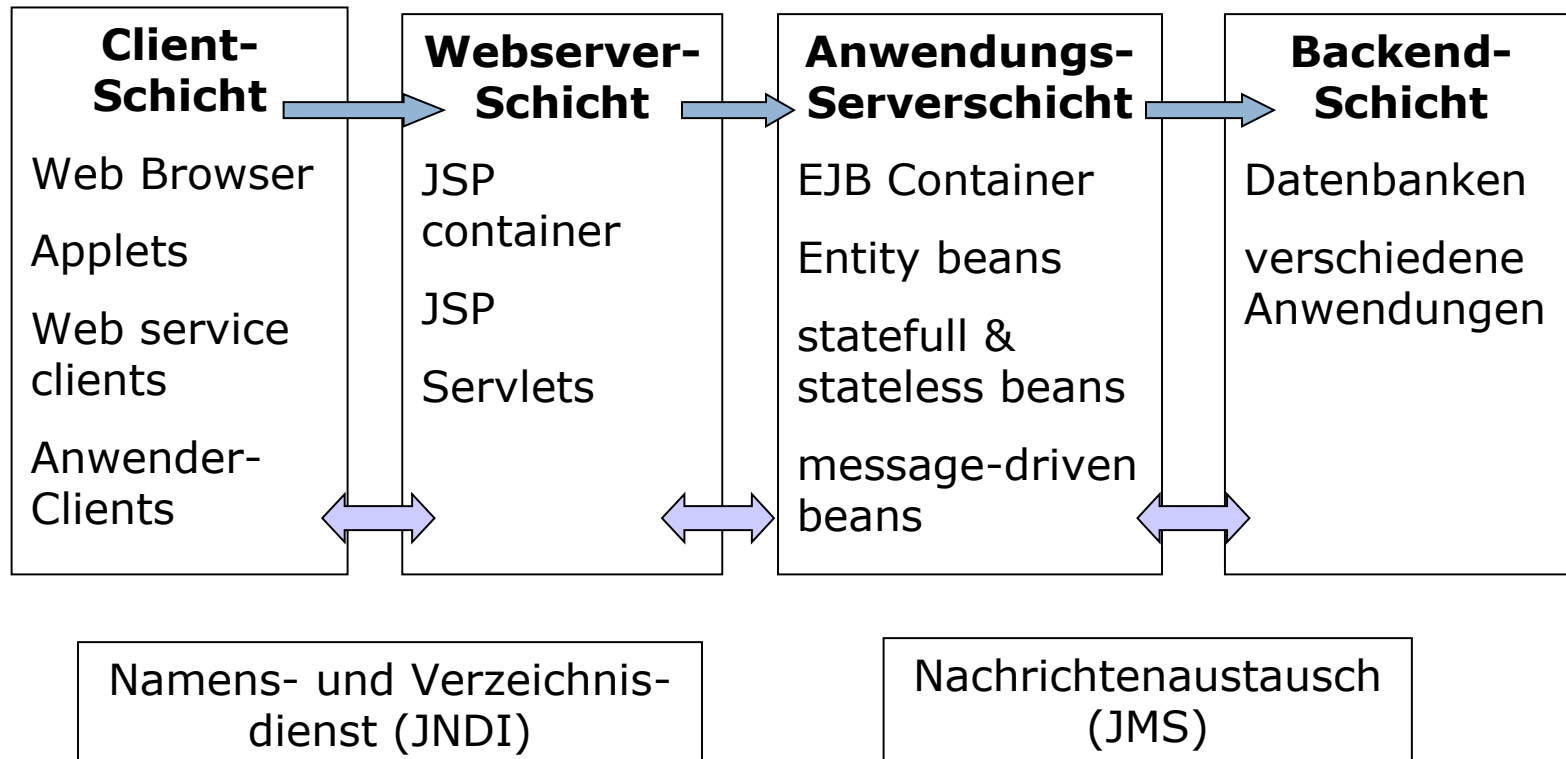 Client-
Schicht
Web Browser
Applets
Web service
clients
Anwender-
Clients
Webserver-
Schicht
JSP
container
JSP
Servlets
Anwendungs-
Serverschicht
EJB Container
Entity beans
statefull &
stateless beans
message-driven
beans
Backend-
Schicht
Datenbanken
verschiedene
Anwendungen
Namens- und Verzeichnis-
dienst (JNDI)
Nachrichtenaustausch
(JMS)